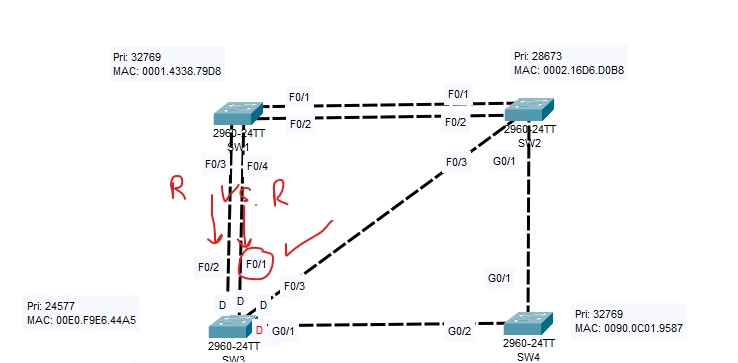 Pri: 32769
MAC: 0001.4338.79D8
Pri: 28673
MAC: 0002.16D6.D0B8
F0/1
F0/1
F0/2
F0/2
2960-24TT
SW1
2960-24TT
SW2
F0/3
F0/4
F0/3
G0/1
R vs. R
F0/2
F0/1
F0/3
G0/1
D
D
D
Pri: 24577
MAC: 00E0.F9E6.44A5
Pri: 32769
MAC: 0090.0C01.9587
D
G0/1
G0/2
2960-24TT
SW3
2960-24TT
SW4